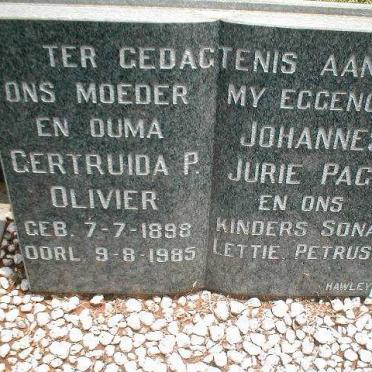 TER GEDAGTENIS AAN
ONS MOEDER
EN OUMA
GERTRUIDA P.
OLIVIER
GEB. 7-7-1898
OORL 9-8-1985
MY EGGENO
JOHANNES
JURIE PAG
EN ONS
KINDERS SONA
LETTIE, PETRUS
HAWLEY